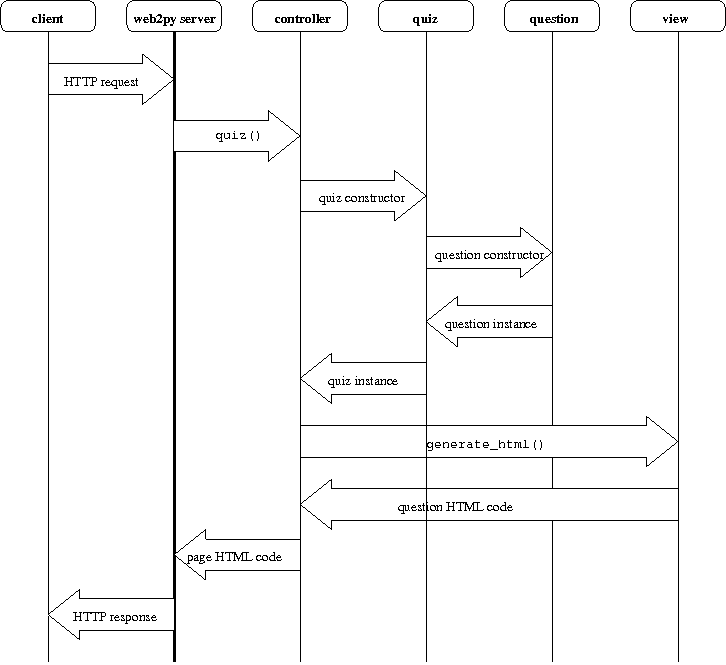 client web2py server controller quiz question view
HTTP request
quiz()
quiz constructor
question constructor
question instance
quiz instance
generate_html()
question HTML code
page HTML code
HTTP response